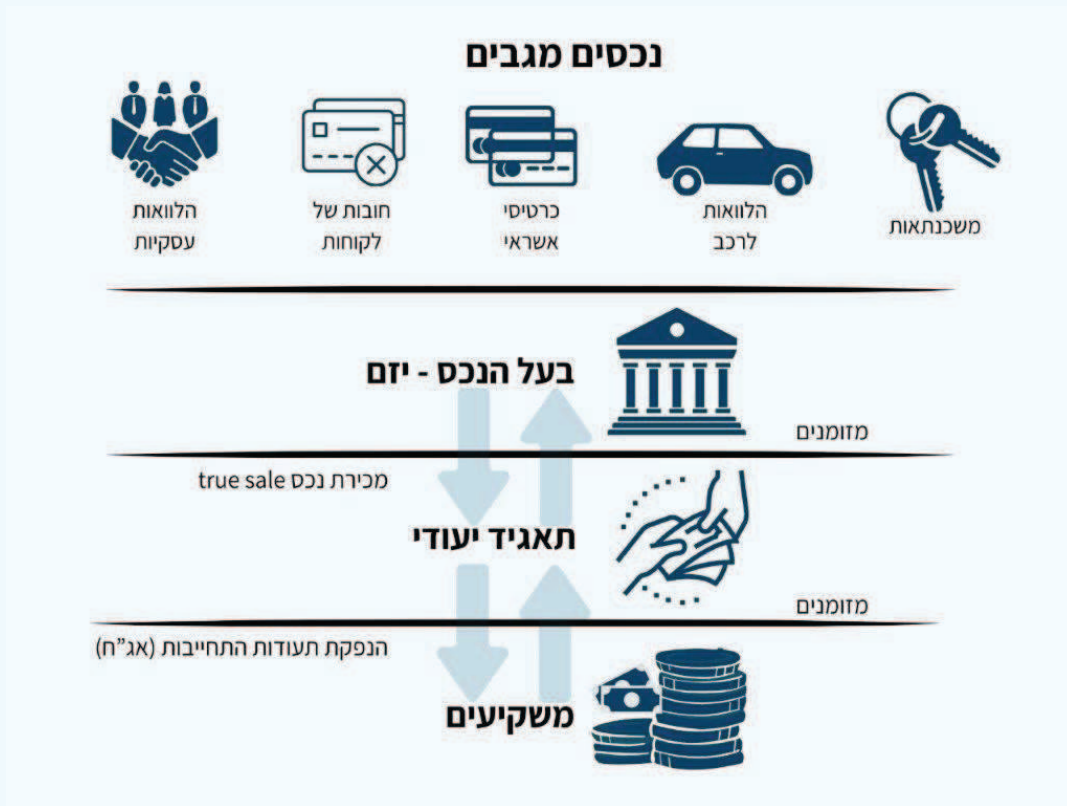 נכסים מגבים
משכנתאות
הלוואות
לרכב
כרטיסי
אשראי
חובות של
לקוחות
הלוואות
עסקיות
בעל הנכס - יזם
מזומנים
מכירת נכס true sale
תאגיד יעודי
מזומנים
הנפקת תעודות התחייבות (אג”ח)
משקיעים